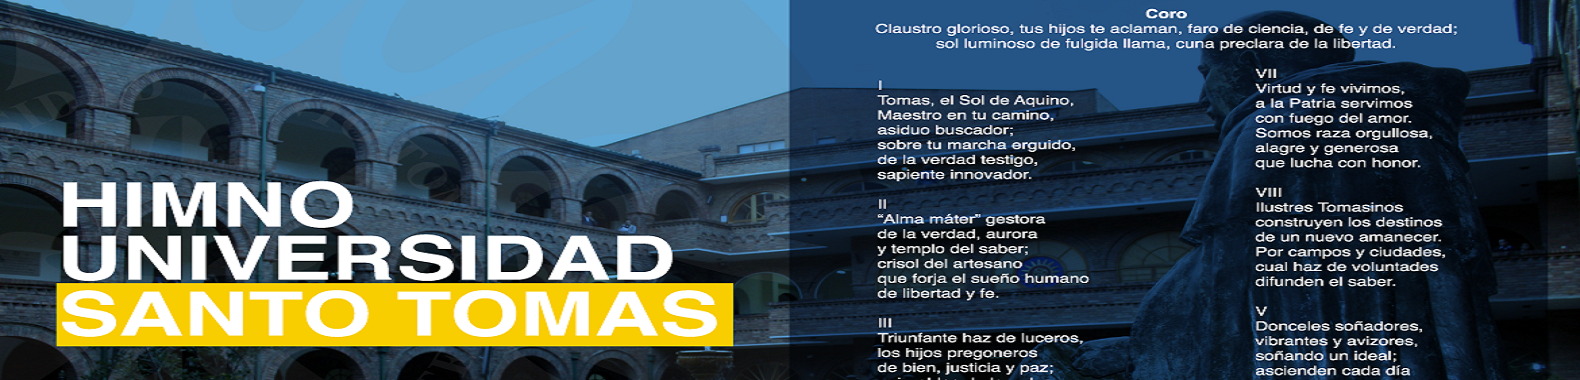 HIMNO
UNIVERSIDAD
SANTO TOMAS
Coro
Claustro glorioso, tus hijos te aclaman, faro de ciencia, de fe y de verdad;
sol luminoso de fulgida llama, cuna preclara de la libertad.
I
Tomas, el Sol de Aquino,
Maestro en tu camino,
asiduo buscador;
sobre tu marcha erguido,
de la verdad testigo,
sapiente innovador.
II
“Alma máter” gestora
de la verdad, aurora
y templo del saber;
crisol del artesano
que forja el sueño humano
de libertad y fe.
III
Triunfante haz de luceros,
los hijos pregoneros
de bien, justicia y paz;
VII
Virtud y fe vivimos,
a la Patria servimos
con fuego del amor.
Somos raza orgullosa,
alagre y generosa
que lucha con honor.
VIII
Ilustres Tomasinos
construyen los destinos
de un nuevo amanecer.
Por campos y ciudades,
cual haz de voluntades
difunden el saber.
V
Donceles soñadores,
vibrantes y avizores,
soñando un ideal;
ascienden cada día